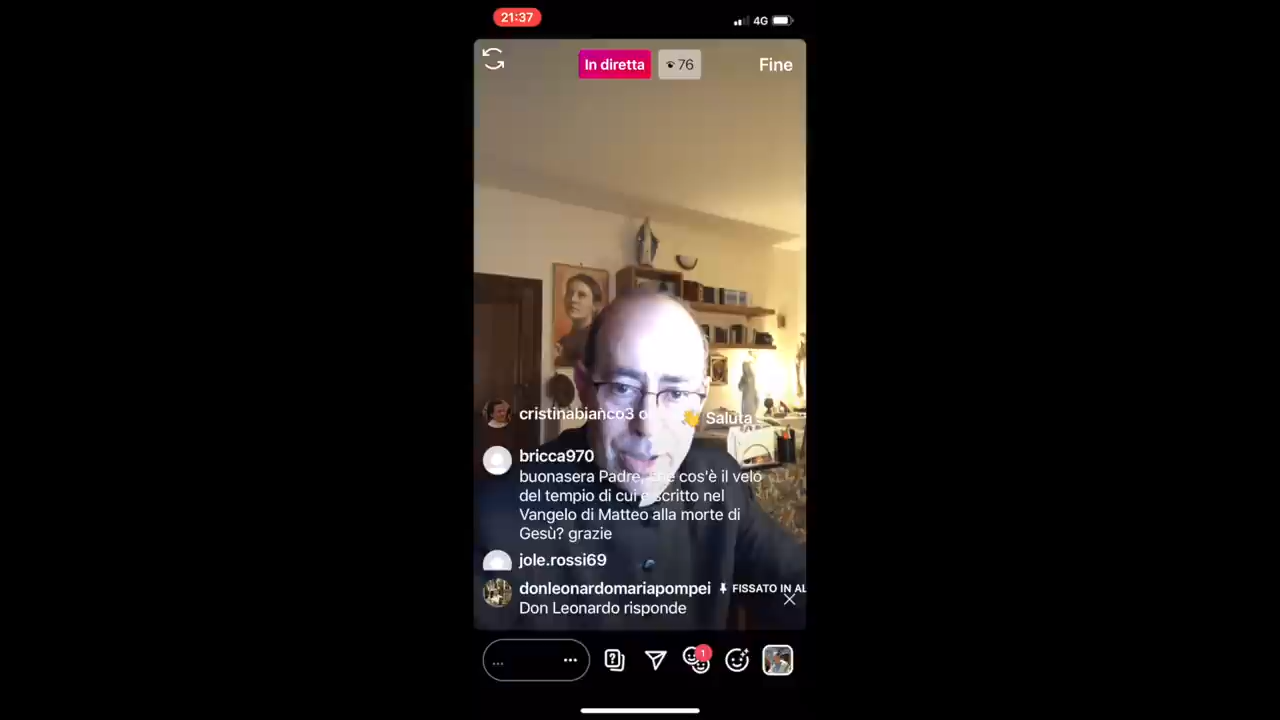 21:37
4G
In diretta
76
Fine
cristinabianco3
Saluta
bricca970
buonasera Padre, che cos'è il velo
del tempio di cui è scritto nel
Vangelo di Matteo alla morte di
Gesù? grazie
jole.rossi69
donleonardomariapompei FISSATO IN AL
Don Leonardo risponde
...
1